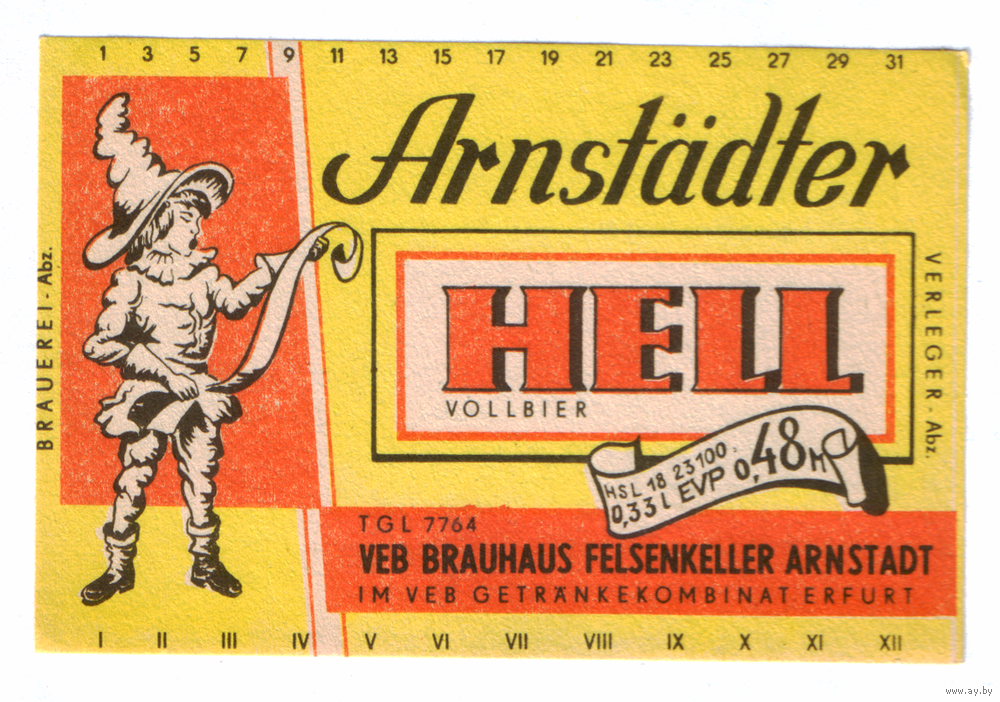 1 3 5 7 9 11 13 15 17 19 21 23 25 27 29 31
Arnstädter
BRAUEREI-Abz.
VERLEGER-Abz.
HELL
VOLLBIER
HSL 18 23 100:
0,33 l EVP 0,48 M
TGL 7764
VEB BRAUHAUS FELSENKELLER ARNSTADT
IM VEB GETRÄNKEKOMBINAT ERFURT
I II III IV V VI VII VIII IX X XI XII
www.ay.by